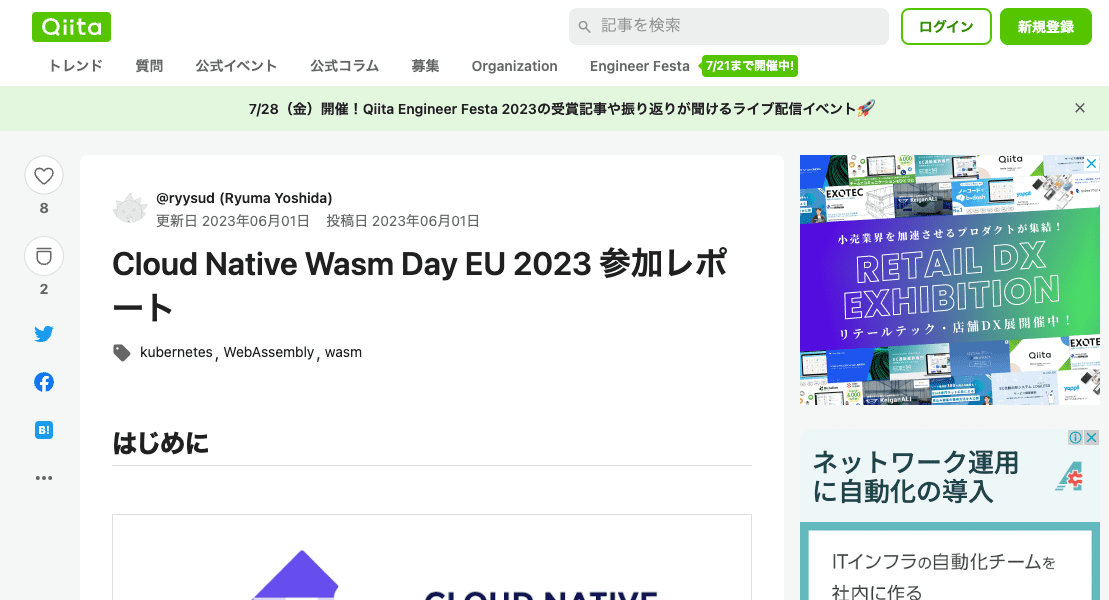 Qiita
記事を検索
ログイン
新規登録
トレンド 質問 公式イベント 公式コラム 募集 Organization Engineer Festa 7/21まで開催中!
7/28（金）開催！Qiita Engineer Festa 2023の受賞記事や振り返りが聞けるライブ配信イベント🚀
8
2
B!
@ryysud (Ryuma Yoshida)
更新日 2023年06月01日 投稿日 2023年06月01日
Cloud Native Wasm Day EU 2023 参加レポ
ート
kubernetes , WebAssembly , wasm
はじめに
CLOUD NATIVE
Qiita
EXOTEC
KeiganALI
b→dash
小売業界を加速させるプロダクトが集結！
RETAIL DX
EXHIBITION
リテールテック・店舗DX展開催中！
EXOTE
Qiita
yappli
KeiganALI
ネットワーク運用
に自動化の導入
ITインフラの自動化チームを
社内に作る